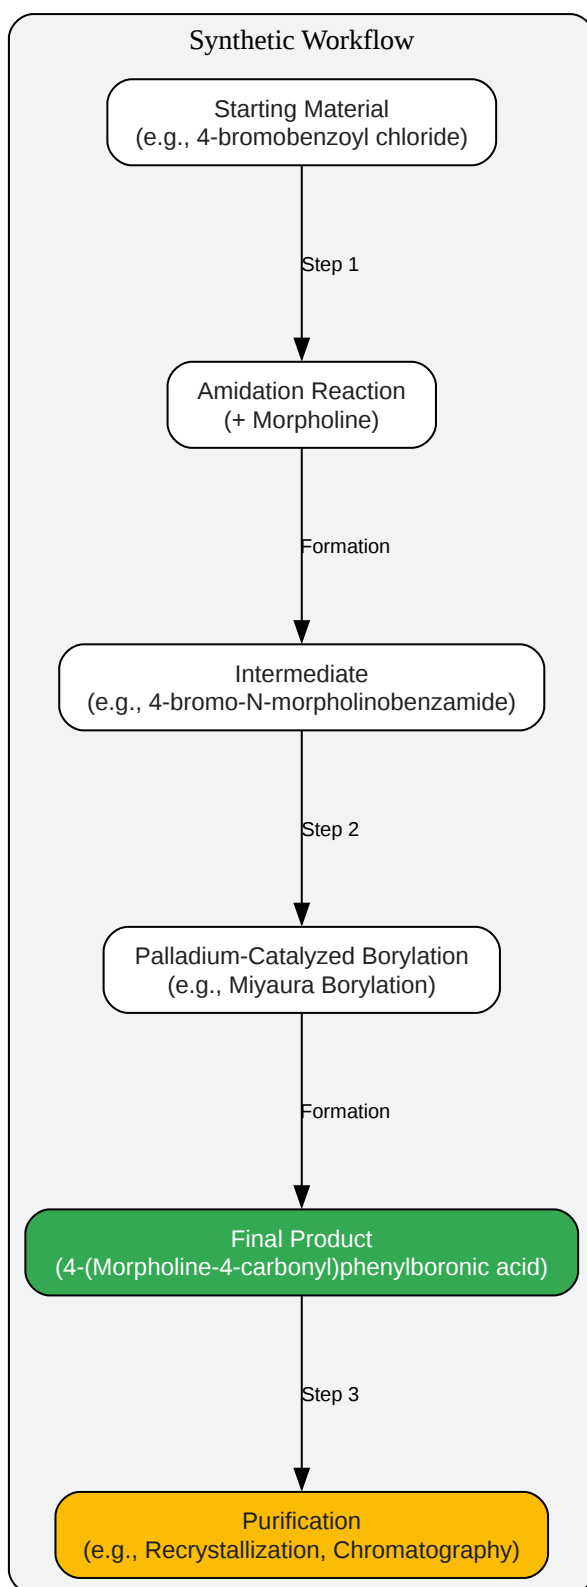 Synthetic Workflow
Starting Material
(e.g., 4-bromobenzoyl chloride)
Step 1
Amidation Reaction
(+ Morpholine)
Formation
Intermediate
(e.g., 4-bromo-N-morpholinobenzamide)
Step 2
Palladium-Catalyzed Borylation
(e.g., Miyaura Borylation)
Formation
Final Product
(4-(Morpholine-4-carbonyl)phenylboronic acid)
Step 3
Purification
(e.g., Recrystallization, Chromatography)